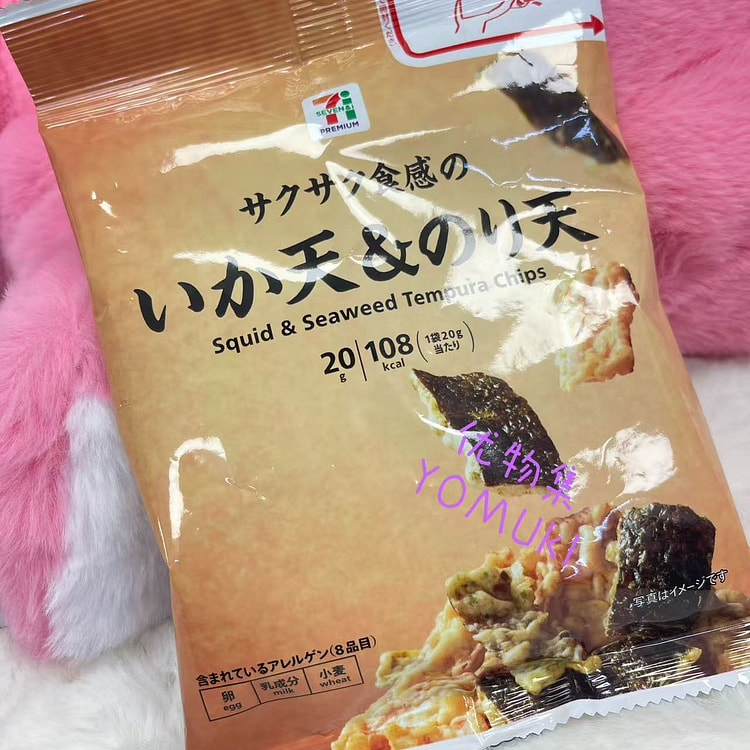 SEVEN&i
PREMIUM
サクサク食感の
いか天&のり天
Squid & Seaweed Tempura Chips
20g 108kcal (1袋20g当たり)
优物集
YOMUKI
写真はイメージです
含まれているアレルゲン(8品目)
卵 乳成分 小麦
egg milk wheat